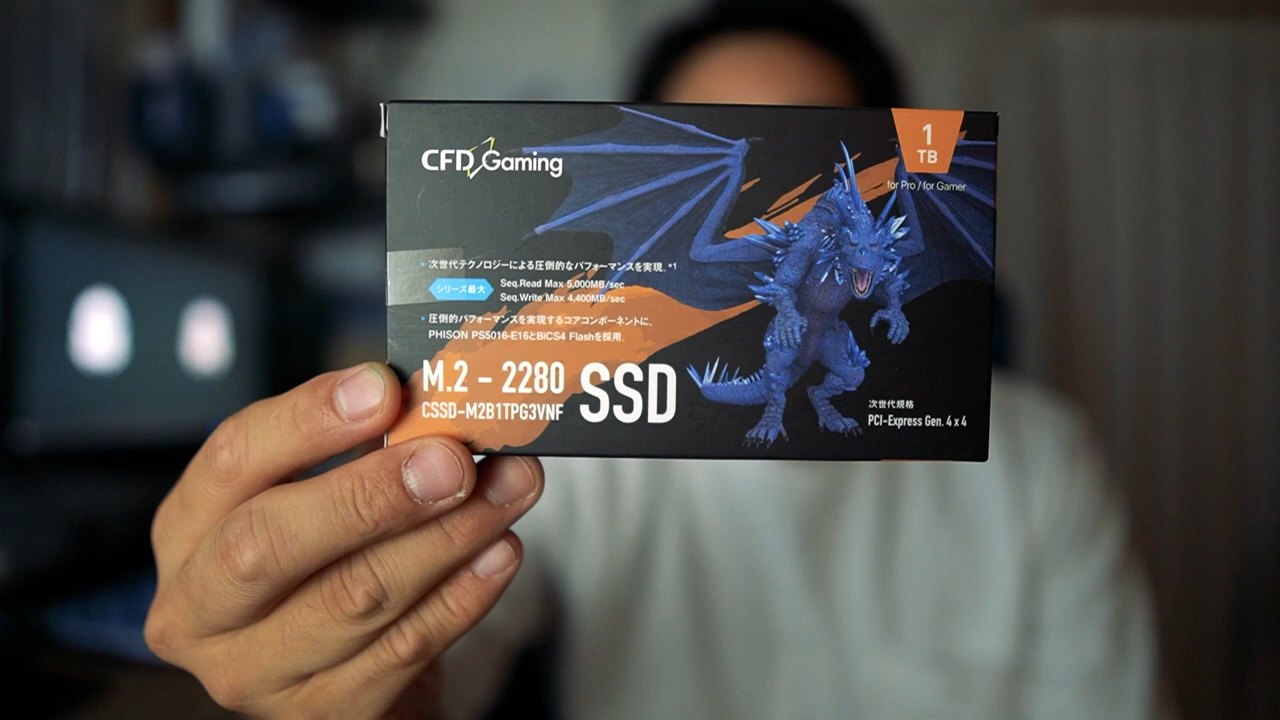 CFD Gaming
1
TB
for Pro / for Gamer
次世代テクノロジーによる圧倒的なパフォーマンスを実現。*1
シリーズ最大
Seq.Read Max 5,000MB/sec
Seq.Write Max 4,400MB/sec
圧倒的パフォーマンスを実現するコアコンポーネントに、
PHISON PS5016-E16とBiCS4 Flashを採用。
M.2 - 2280 SSD
CSSD-M2B1TPG3VNF
次世代規格
PCI-Express Gen. 4 x 4